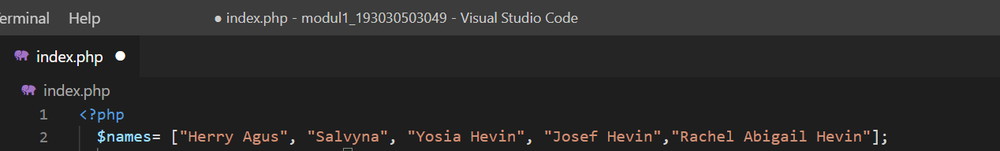 erminal Help ● index.php - modul1_193030503049 - Visual Studio Code
index.php ●
index.php
1 <?php
2 $names= ["Herry Agus", "Salvyna", "Yosia Hevin", "Josef Hevin","Rachel Abigail Hevin"];